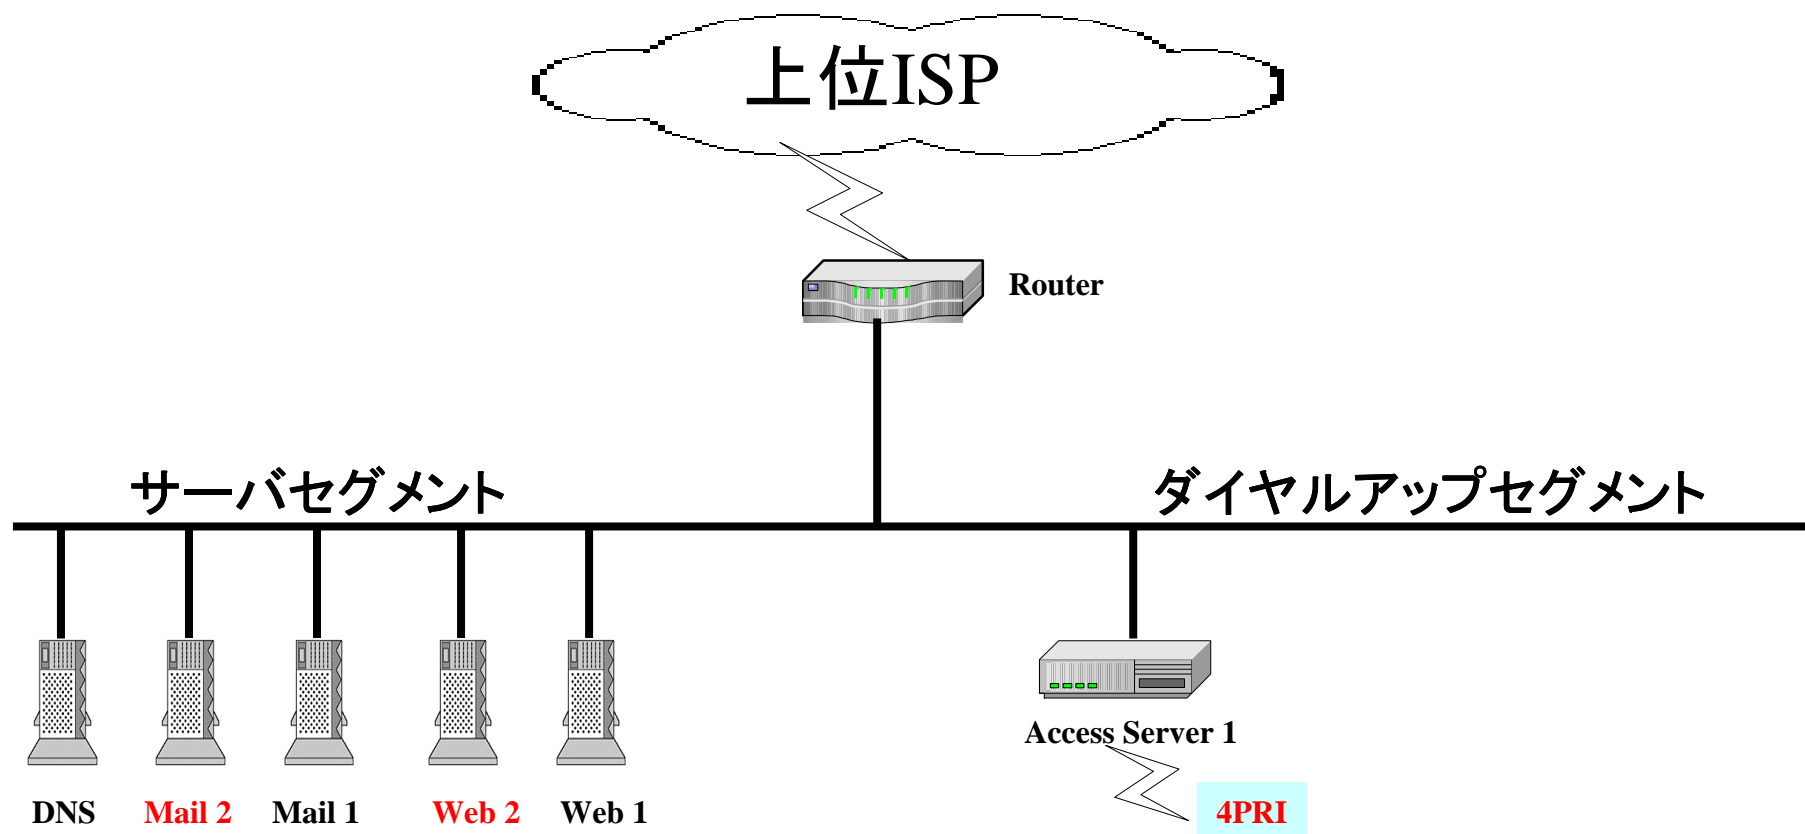 上位ISP
Router
サーバセグメント
ダイヤルアップセグメント
Access Server 1
DNS
Mail 2
Mail 1
Web 2
Web 1
4PRI